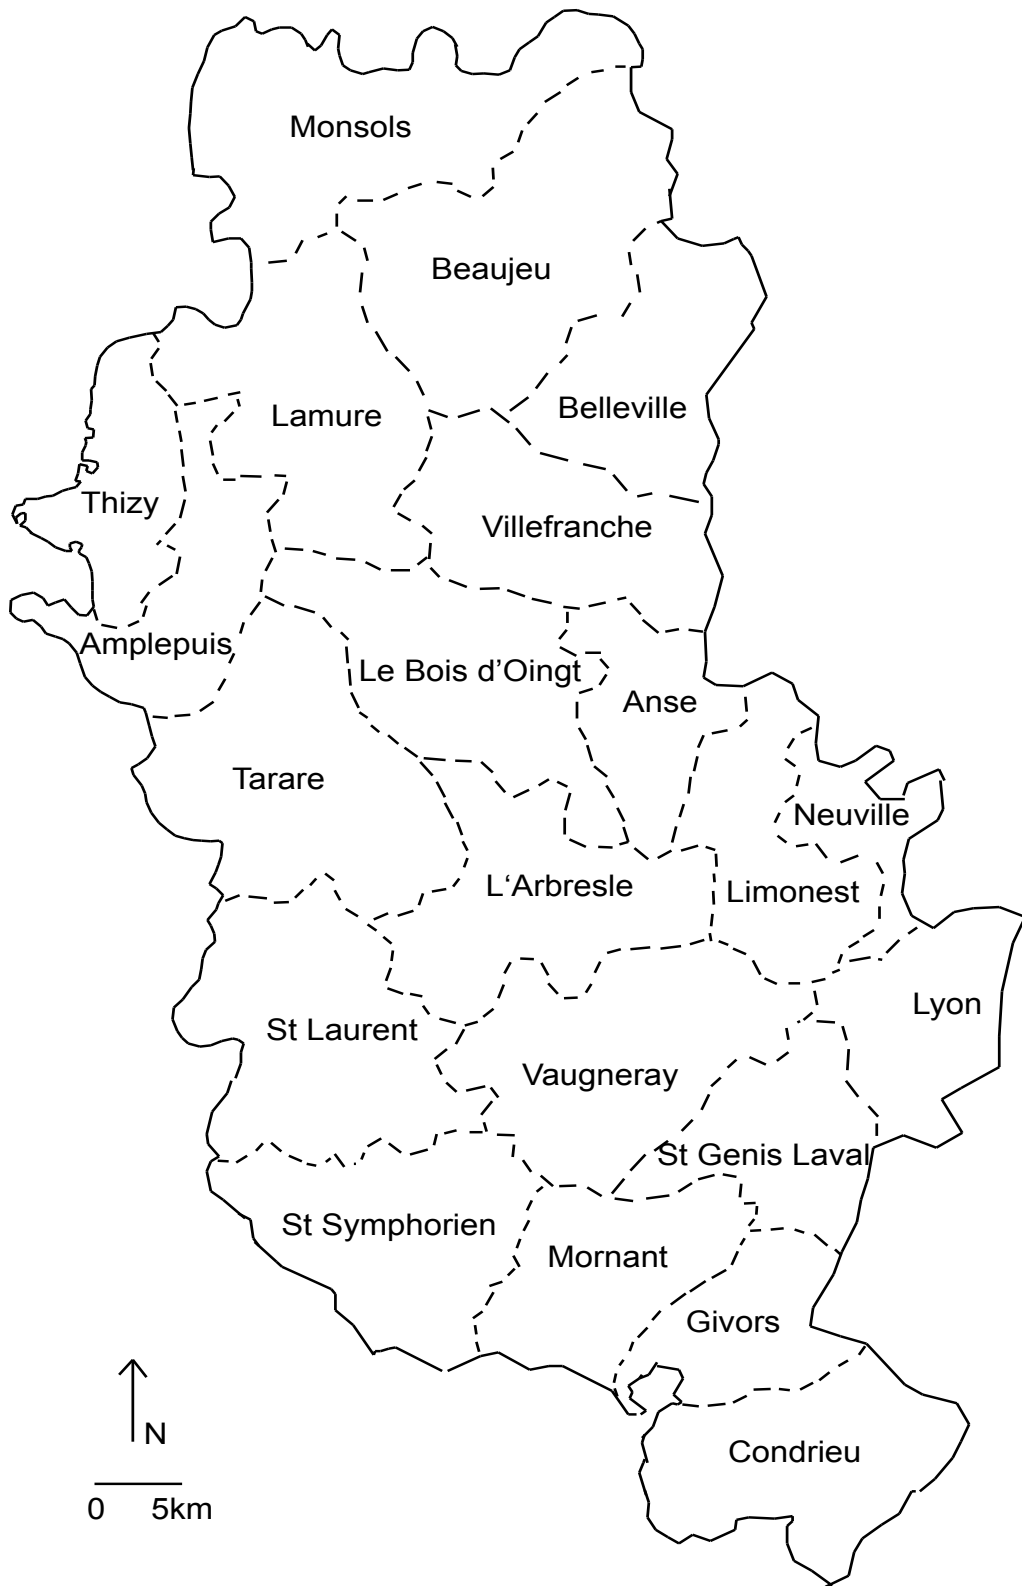 Monsols
Beaujeu
Belleville
Lamure
Thizy
Villefranche
Amplepuis
Le Bois d’Oingt
Anse
Tarare
Neuville
L‘Arbresle
Limonest
Lyon
St Laurent
Vaugneray
St Genis Laval
St Symphorien
Mornant
Givors
N
Condrieu
0 5km